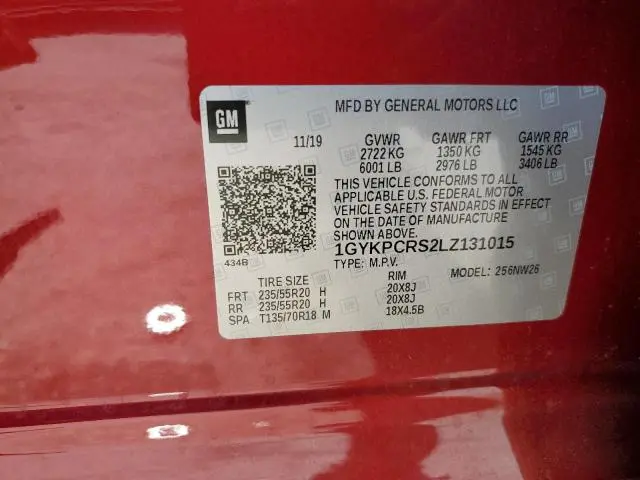 GM
MFD BY GENERAL MOTORS LLC
11/19 GVWR GAWR FRT GAWR RR
2722 KG 1350 KG 1545 KG
6001 LB 2976 LB 3406 LB
THIS VEHICLE CONFORMS TO ALL
APPLICABLE U.S. FEDERAL MOTOR
VEHICLE SAFETY STANDARDS IN EFFECT
ON THE DATE OF MANUFACTURE
SHOWN ABOVE.
1GYKPCRS2LZ131015
434B TYPE: M.P.V. MODEL: 256NW26
TIRE SIZE RIM
FRT 235/55R20 H 20X8J
RR 235/55R20 H 20X8J
SPA T135/70R18 M 18X4.5B